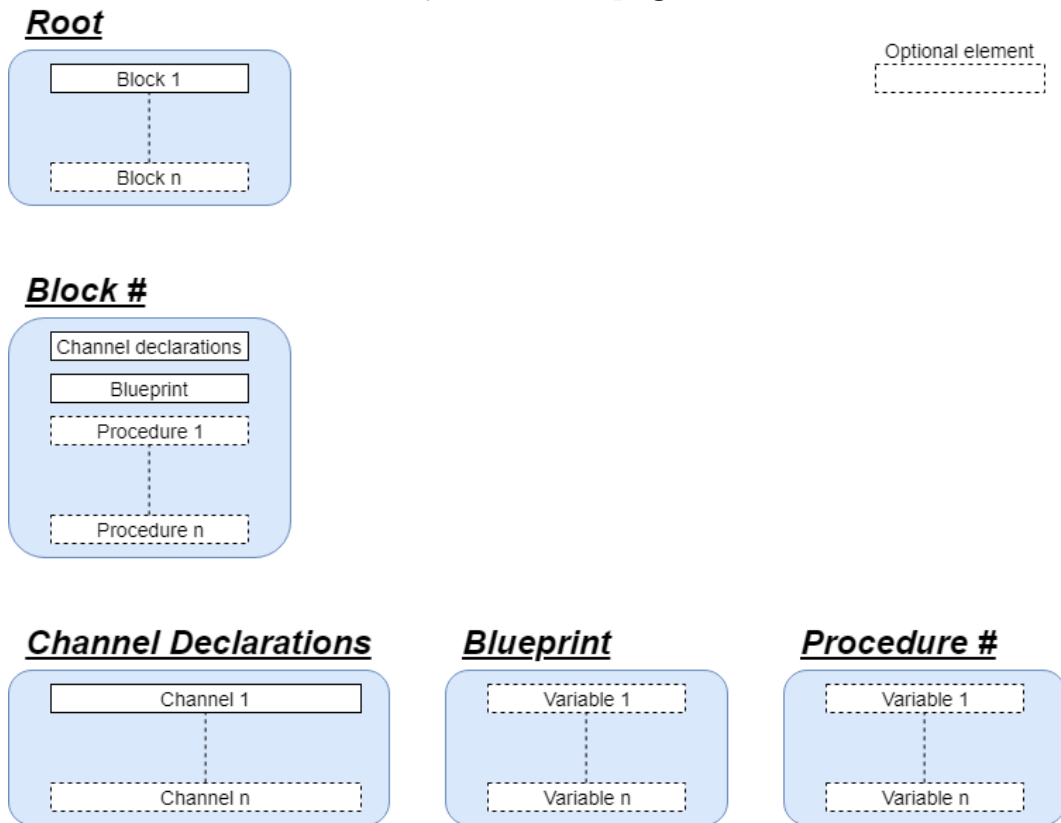 Root
Optional element
Block 1
Block n
Block #
Channel declarations
Blueprint
Procedure 1
Procedure n
Channel Declarations
Channel 1
Channel n
Blueprint
Variable 1
Variable n
Procedure #
Variable 1
Variable n